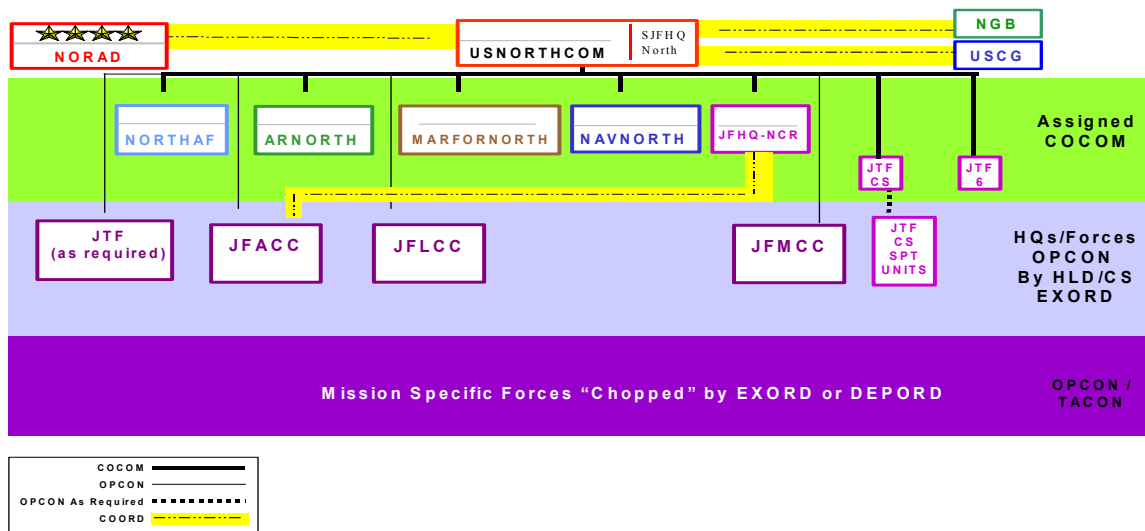 NORAD
USNORTHCOM
SJFHQ
North
NGB
USCG
NORTHAF
ARNORTH
MARFORNORTH
NAVNORTH
JFHQ-NCR
Assigned
COCOM
JTF
CS
JTF
6
JTF
(as required)
JFACC
JFLCC
JFMCC
JTF
CS
SPT
UNITS
HQs/Forces
OPCON
By HLD/CS
EXORD
Mission Specific Forces “Chopped” by EXORD or DEPORD
OPCON /
TACON
COCOM
OPCON
OPCON As Required
COORD